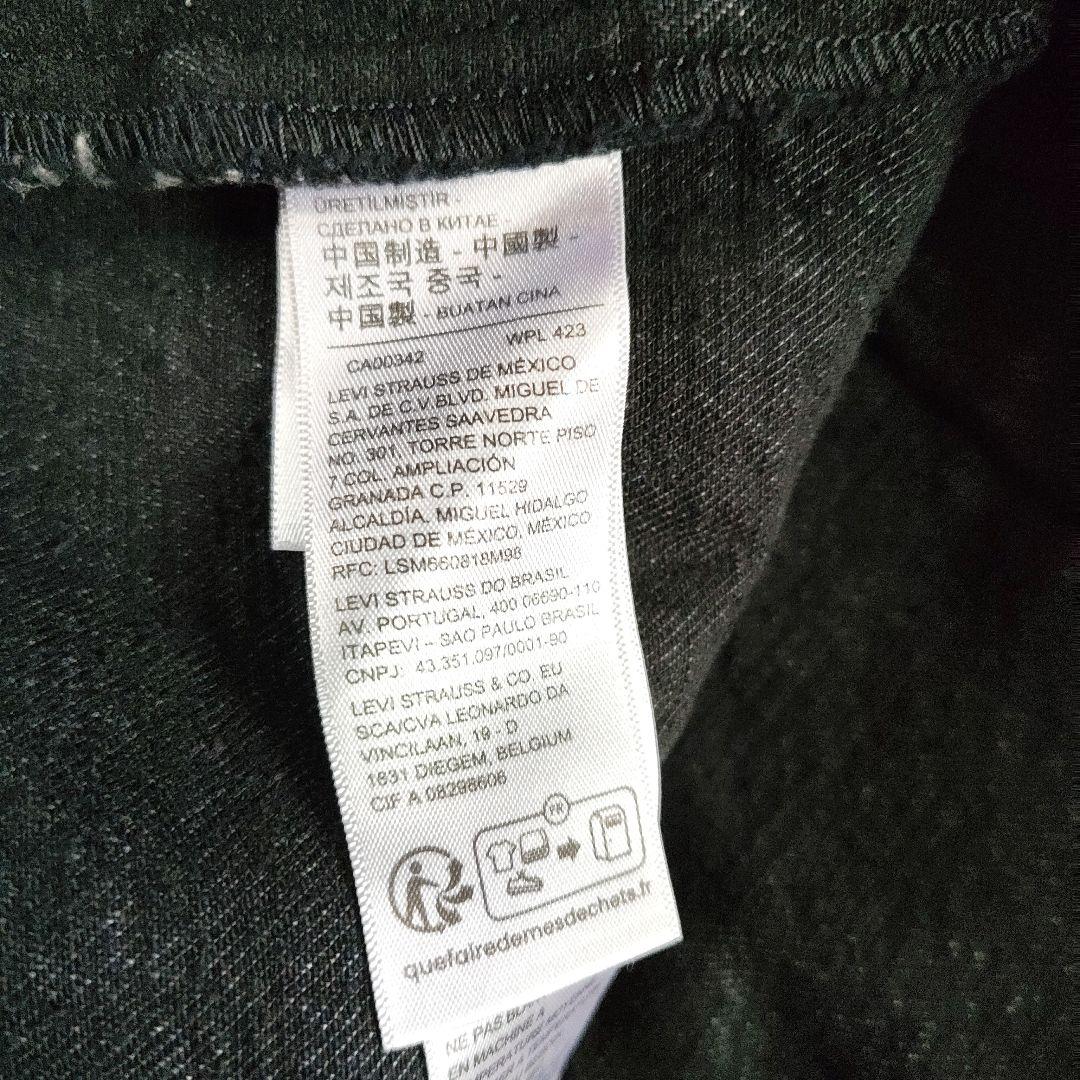 ÜRETİLMİŞTİR -
СДЕЛАНО В КИТАЕ -
中国制造 - 中國製 -
제조국 중국 -
中国製 - BUATAN CINA
CA00342 WPL 423
LEVI STRAUSS DE MÉXICO
S.A. DE C.V. BLVD. MIGUEL DE
CERVANTES SAAVEDRA
NO. 301, TORRE NORTE PISO
7 COL. AMPLIACIÓN
GRANADA C.P. 11529
ALCALDÍA. MIGUEL HIDALGO
CIUDAD DE MÉXICO, MÉXICO
RFC: LSM660818M98
LEVI STRAUSS DO BRASIL
AV. PORTUGAL, 400 06690-110
ITAPEVI – SAO PAULO BRASIL
CNPJ: 43.351.097/0001-90
LEVI STRAUSS & CO. EU
SCA/CVA LEONARDO DA
VINCILAAN, 19 - D
1831 DIEGEM, BELGIUM
CIF A 08298606
FR
quefairedemesdechets.fr
NE PAS
EN MACHINE À